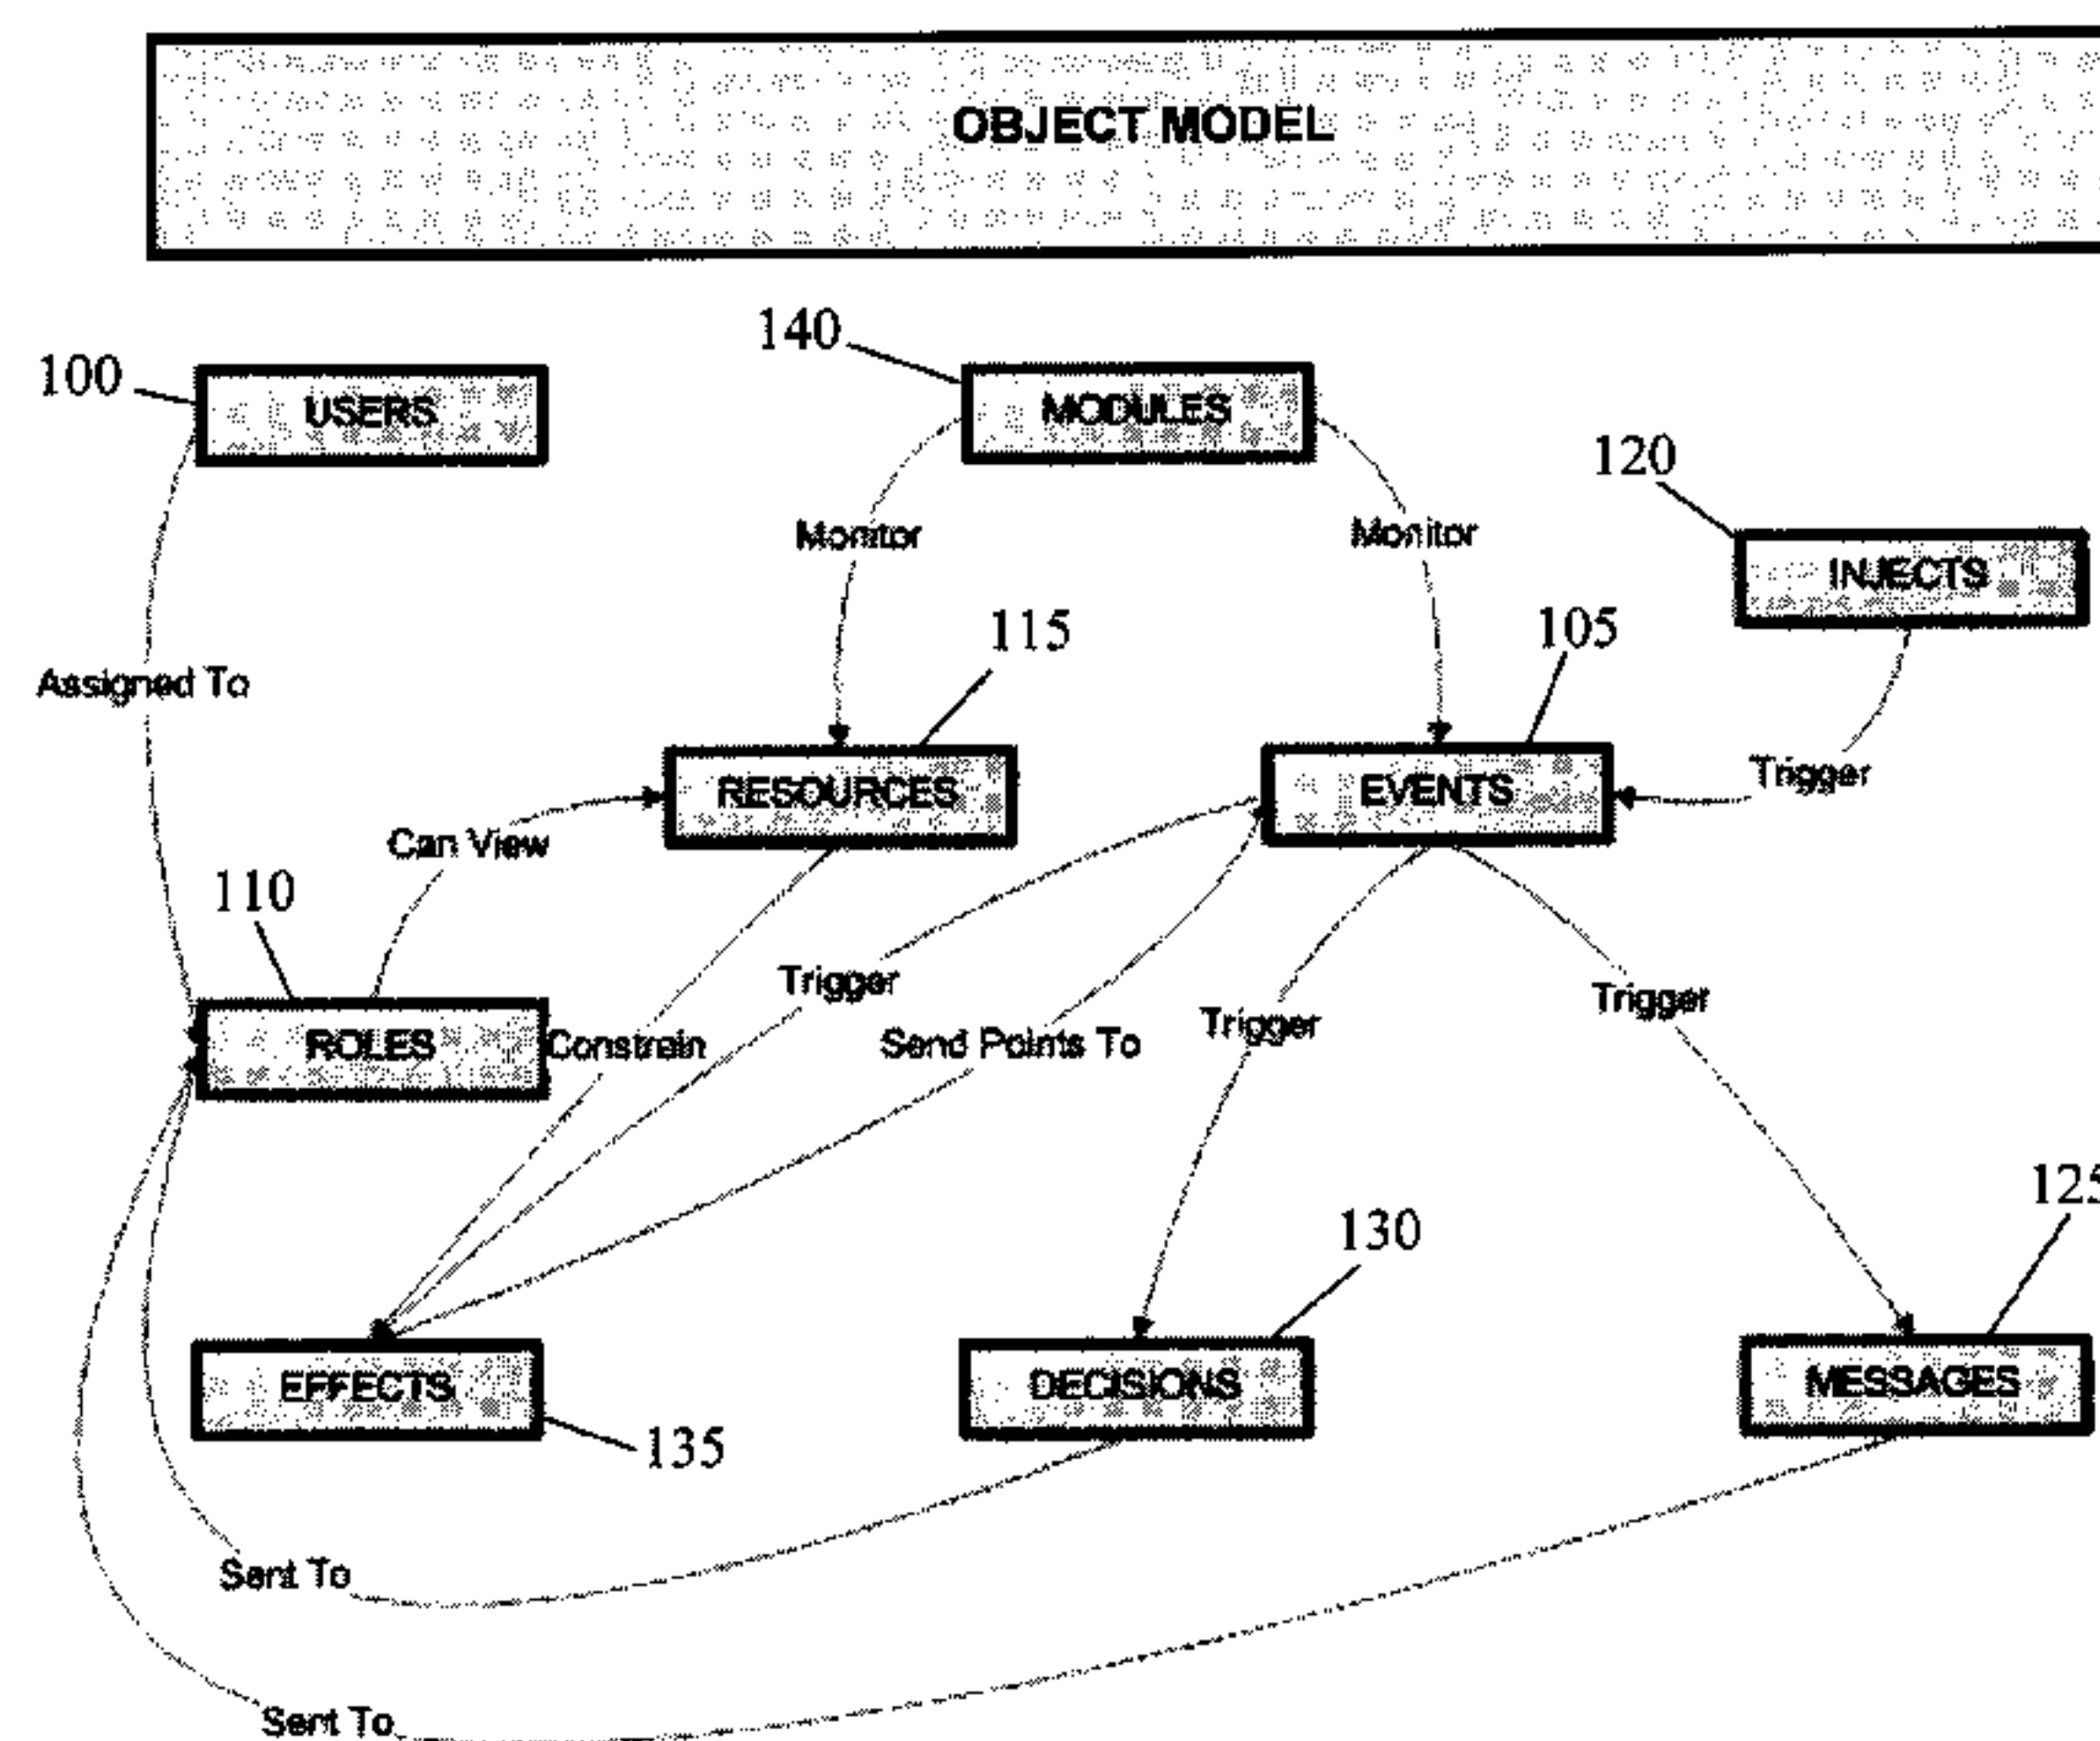 OBJECT MODEL
140
100
USERS
MODULES
120
Monitor
Monitor
INJECTS
115
105
Assigned To
Trigger
RESOURCES
EVENTS
Can View
110
Trigger
Trigger
Trigger
ROLES
Constrain
Send Points To
125
130
EFFECTS
DECISIONS
MESSAGES
135
Sent To
Sent To